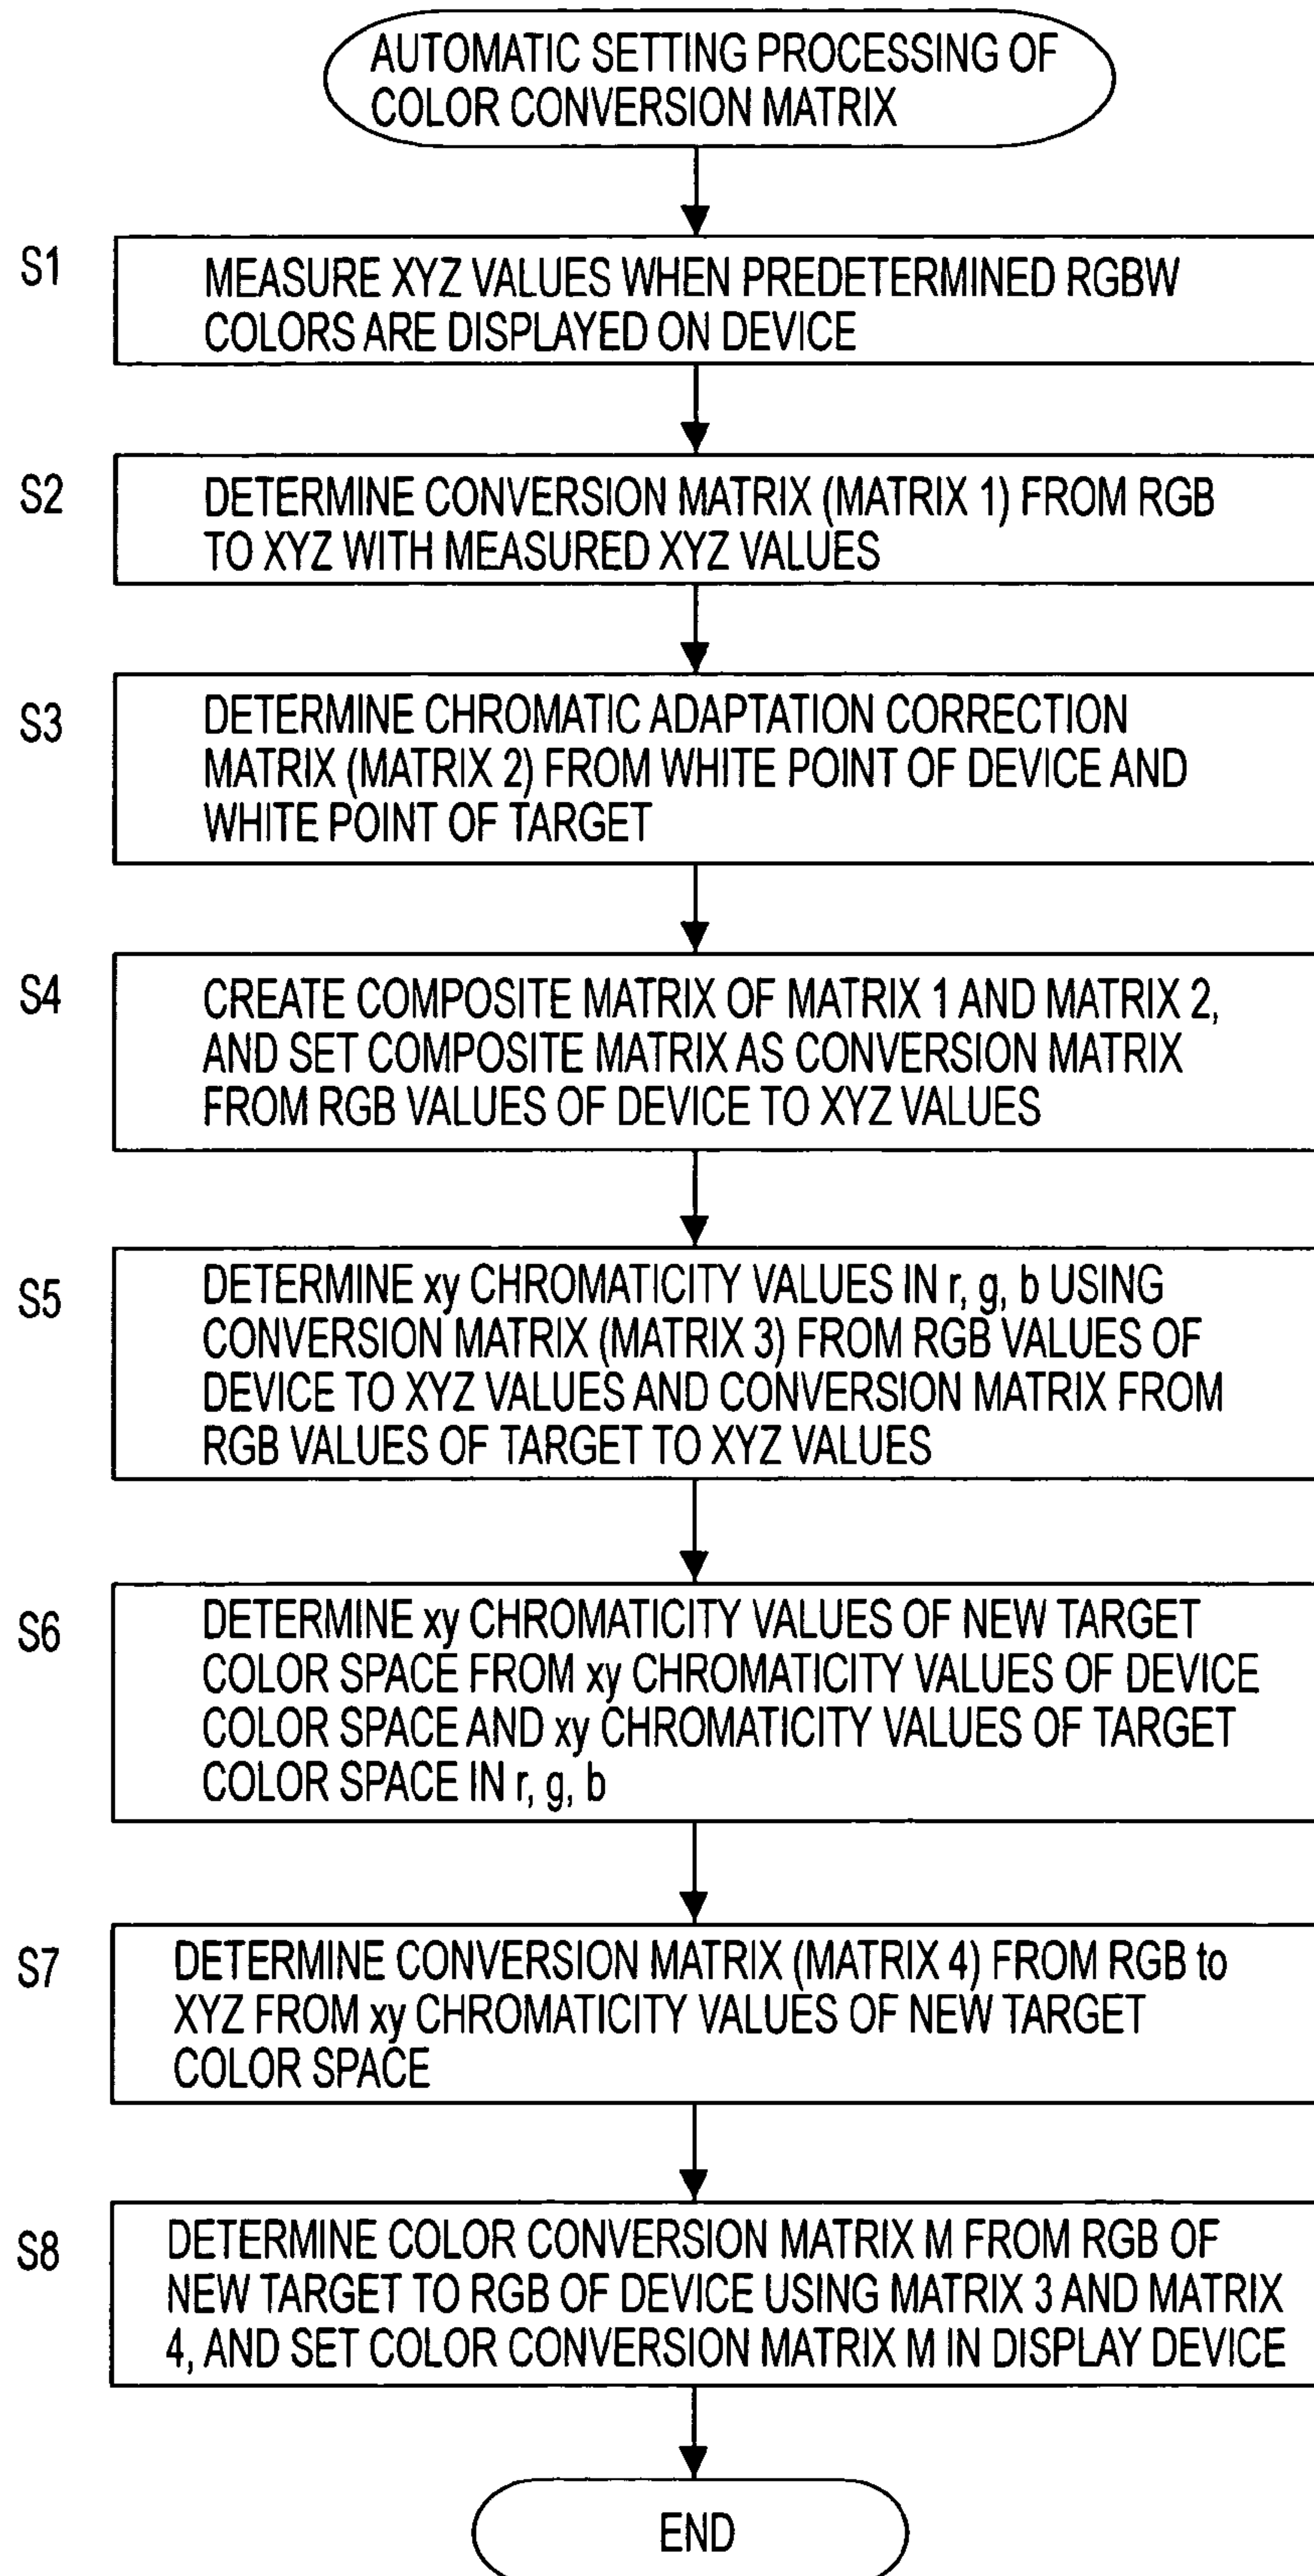 AUTOMATIC SETTING PROCESSING OF
COLOR CONVERSION MATRIX
S1
MEASURE XYZ VALUES WHEN PREDETERMINED RGBW
COLORS ARE DISPLAYED ON DEVICE
S2
DETERMINE CONVERSION MATRIX (MATRIX 1) FROM RGB
TO XYZ WITH MEASURED XYZ VALUES
S3
DETERMINE CHROMATIC ADAPTATION CORRECTION
MATRIX (MATRIX 2) FROM WHITE POINT OF DEVICE AND
WHITE POINT OF TARGET
S4
CREATE COMPOSITE MATRIX OF MATRIX 1 AND MATRIX 2,
AND SET COMPOSITE MATRIX AS CONVERSION MATRIX
FROM RGB VALUES OF DEVICE TO XYZ VALUES
S5
DETERMINE xy CHROMATICITY VALUES IN r, g, b USING
CONVERSION MATRIX (MATRIX 3) FROM RGB VALUES OF
DEVICE TO XYZ VALUES AND CONVERSION MATRIX FROM
RGB VALUES OF TARGET TO XYZ VALUES
S6
DETERMINE xy CHROMATICITY VALUES OF NEW TARGET
COLOR SPACE FROM xy CHROMATICITY VALUES OF DEVICE
COLOR SPACE AND xy CHROMATICITY VALUES OF TARGET
COLOR SPACE IN r, g, b
S7
DETERMINE CONVERSION MATRIX (MATRIX 4) FROM RGB to
XYZ FROM xy CHROMATICITY VALUES OF NEW TARGET
COLOR SPACE
S8
DETERMINE COLOR CONVERSION MATRIX M FROM RGB OF
NEW TARGET TO RGB OF DEVICE USING MATRIX 3 AND MATRIX
4, AND SET COLOR CONVERSION MATRIX M IN DISPLAY DEVICE
END